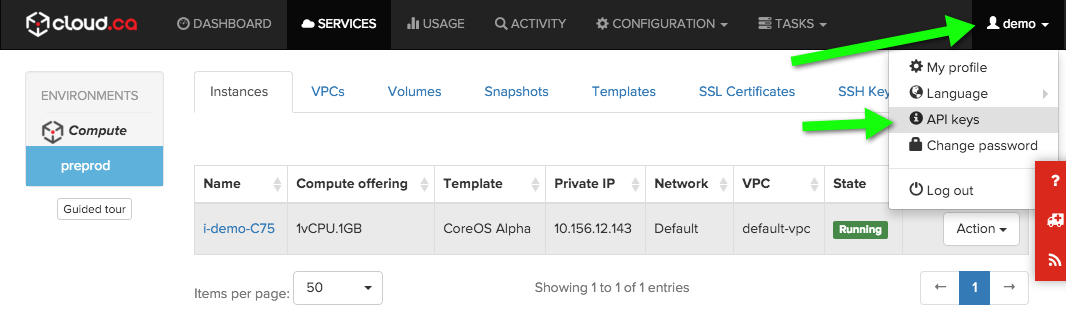 cloud.ca DASHBOARD SERVICES USAGE ACTIVITY CONFIGURATION TASKS demo
ENVIRONMENTS
Compute
preprod
Guided tour
Instances VPCs Volumes Snapshots Templates SSL Certificates SSH Key
My profile
Language
API keys
Change password
Log out
?
Name Compute offering Template Private IP Network VPC State
i-demo-C75 1vCPU.1GB CoreOS Alpha 10.156.12.143 Default default-vpc Running Action
Items per page: 50 Showing 1 to 1 of 1 entries ← 1 →